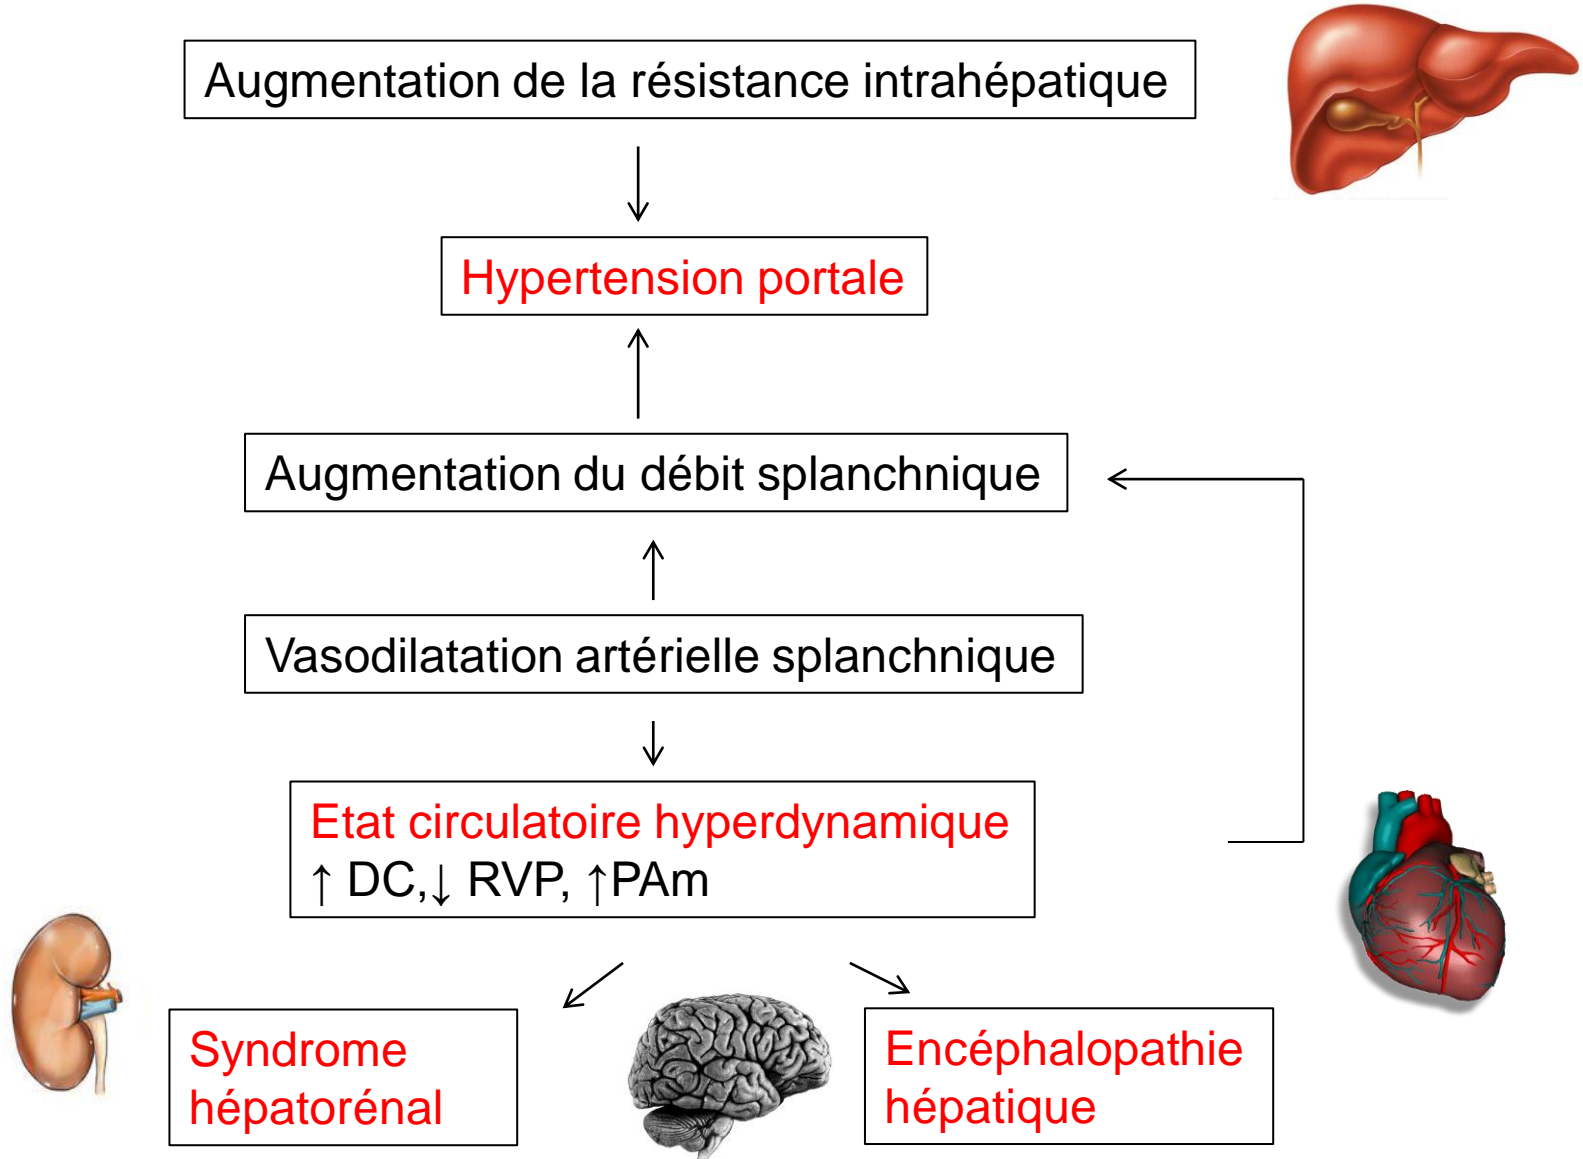 Augmentation de la résistance intrahépatique
Hypertension portale
Augmentation du débit splanchnique
Vasodilatation artérielle splanchnique
Etat circulatoire hyperdynamique
↑ DC,↓ RVP, ↑PAm
Syndrome
hépatorénal
Encéphalopathie
hépatique